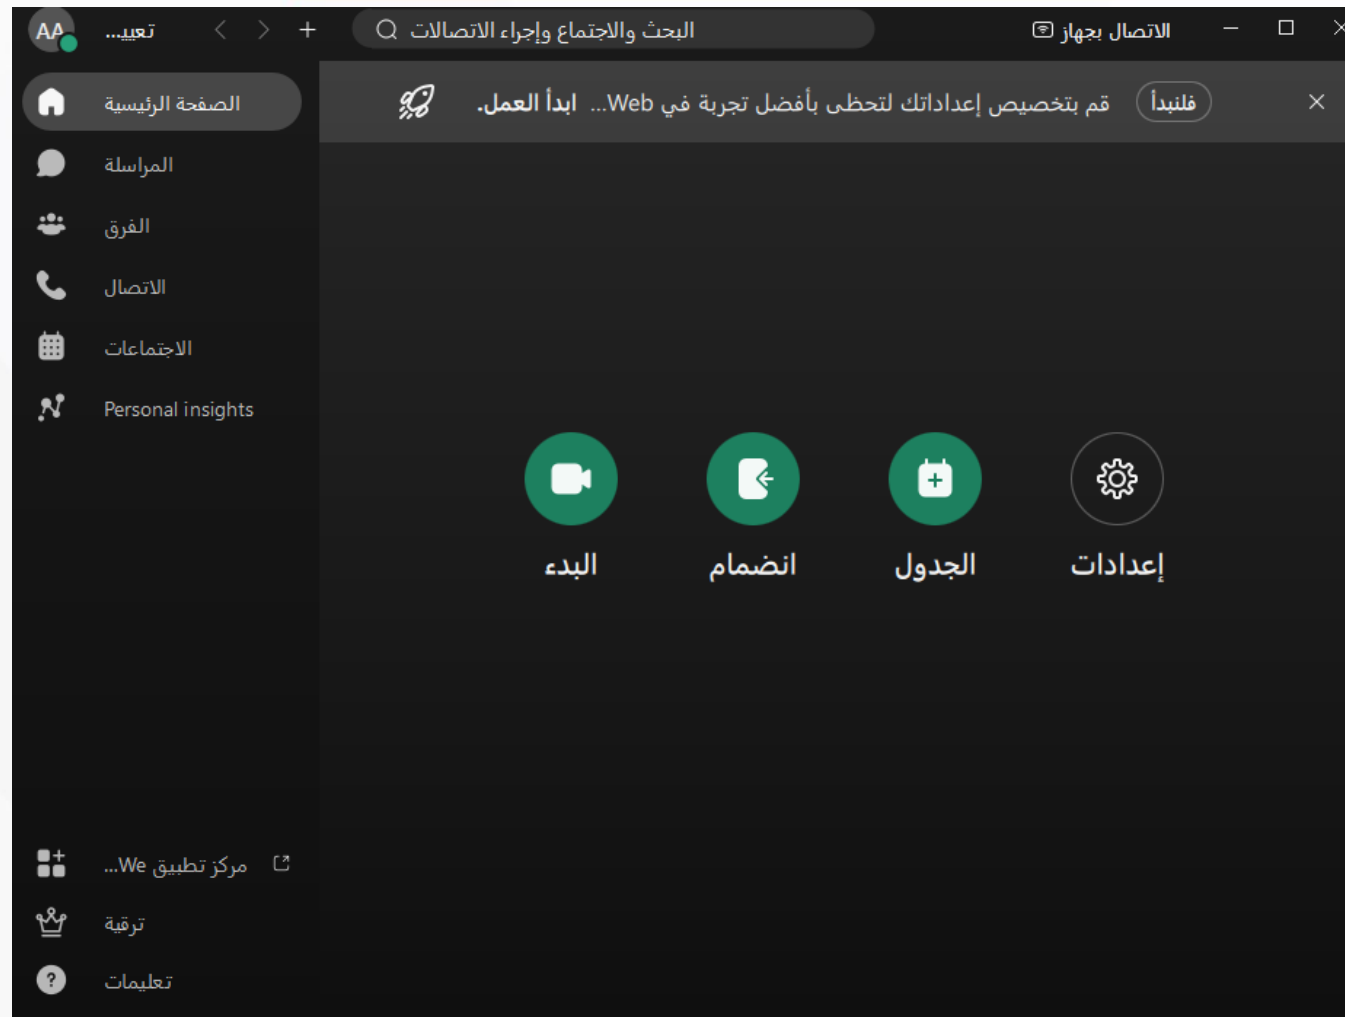 AA
تعيي...
البحث والاجتماع وإجراء الاتصالات
الاتصال بجهاز
الصفحة الرئيسية
المراسلة
الفرق
الاتصال
الاجتماعات
Personal insights
ابدأ العمل. قم بتخصيص إعداداتك لتحظى بأفضل تجربة في Web...
فلنبدأ
البدء
انضمام
الجدول
إعدادات
مركز تطبيق We...
ترقية
تعليمات